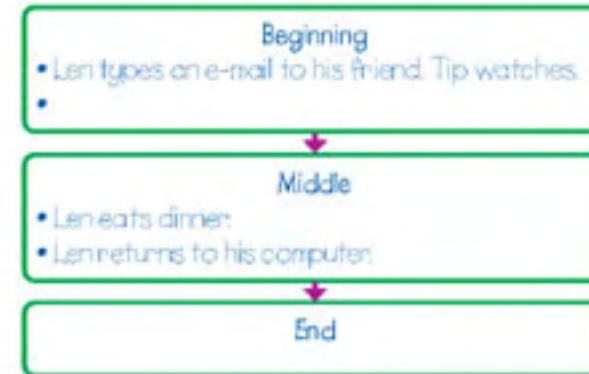 Beginning
• Len types an e-mail to his friend. Tip watches.
•
Middle
• Len eats dinner.
• Len returns to his computer.
End